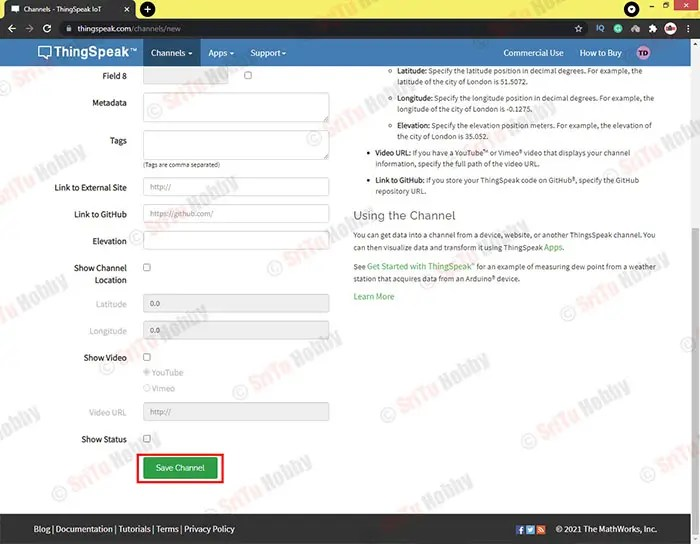 Channels - ThingSpeak IoT
thingspeak.com/channels/new
ThingSpeak™
Channels
Apps
Support
Commercial Use
How to Buy
TD
Field 8
Metadata
Tags
(Tags are comma separated)
Link to External Site
http://
Link to GitHub
https://github.com/
Elevation
Show Channel
Location
Latitude
0.0
Longitude
0.0
Show Video
YouTube
Vimeo
Video URL
http://
Show Status
Save Channel
Latitude: Specify the latitude position in decimal degrees. For example, the
latitude of the city of London is 51.5072.
Longitude: Specify the longitude position in decimal degrees. For example, the
longitude of the city of London is -0.1275.
Elevation: Specify the elevation position meters. For example, the elevation of
the city of London is 35.052.
Video URL: If you have a YouTube™ or Vimeo® video that displays your channel
information, specify the full path of the video URL.
Link to GitHub: If you store your ThingSpeak code on GitHub®, specify the GitHub
repository URL.
Using the Channel
You can get data into a channel from a device, website, or another ThingsSpeak channel. You
can then visualize data and transform it using ThingSpeak Apps.
See Get Started with ThingSpeak™ for an example of measuring dew point from a weather
station that acquires data from an Arduino® device.
Learn More
© SriTu Hobby
Blog | Documentation | Tutorials | Terms | Privacy Policy
© 2021 The MathWorks, Inc.